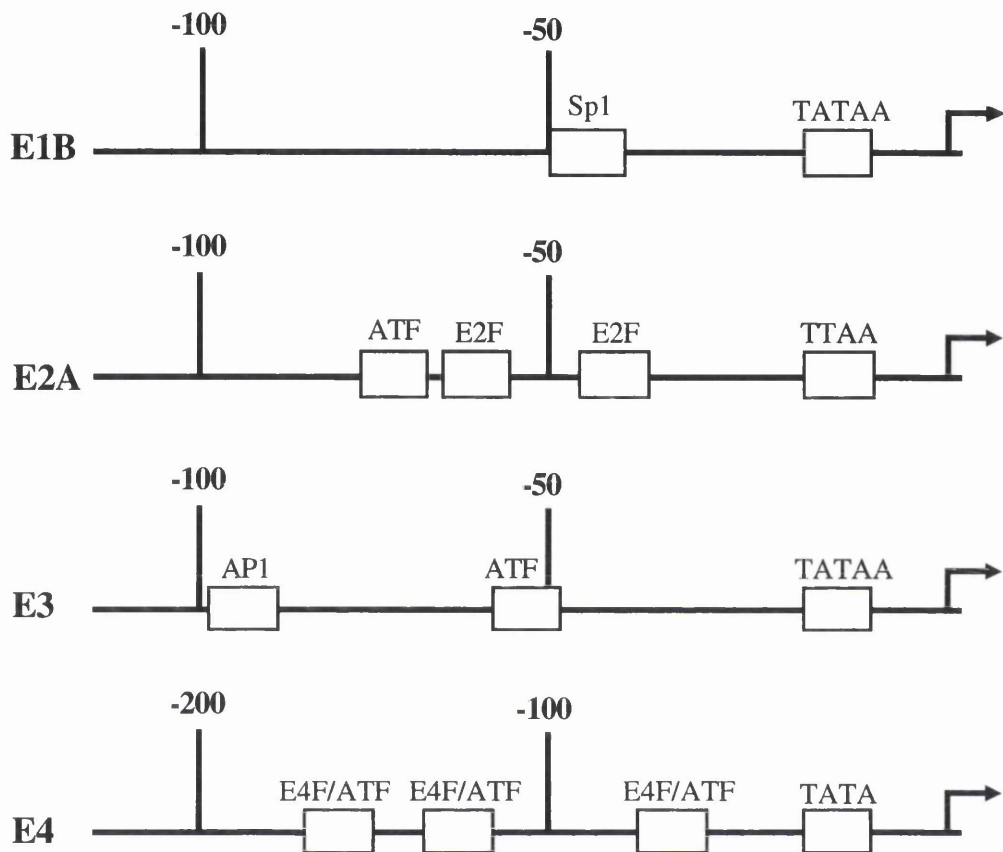 -100 -50
Sp1 TATAA
E1B
-100 -50
ATF E2F E2F TTAA
E2A
-100 -50
AP1 ATF TATAA
E3
-200 -100
E4F/ATF E4F/ATF E4F/ATF TATA
E4